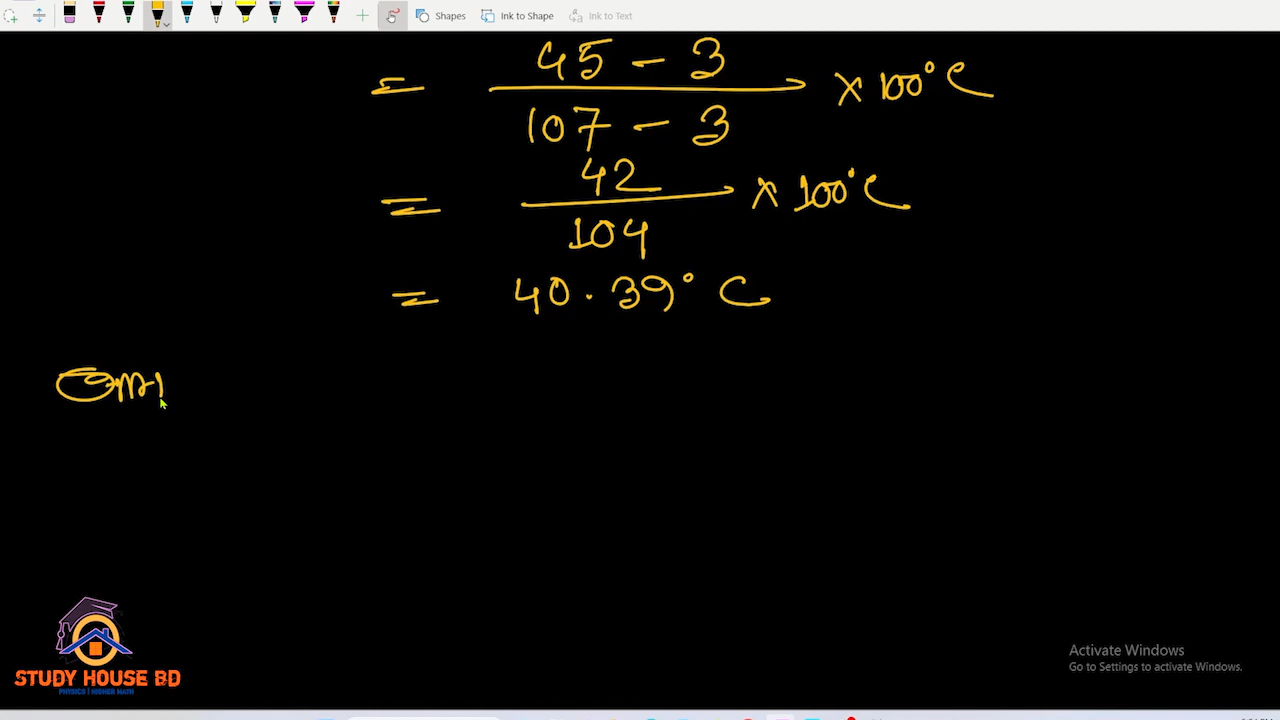 Shapes Ink to Shape Ink to Text
= 45 - 3 / 107 - 3 × 100°C
= 42 / 104 × 100°C
= 40.39° C
STUDY HOUSE BD
PHYSICS | HIGHER MATH
Activate Windows
Go to Settings to activate Windows.